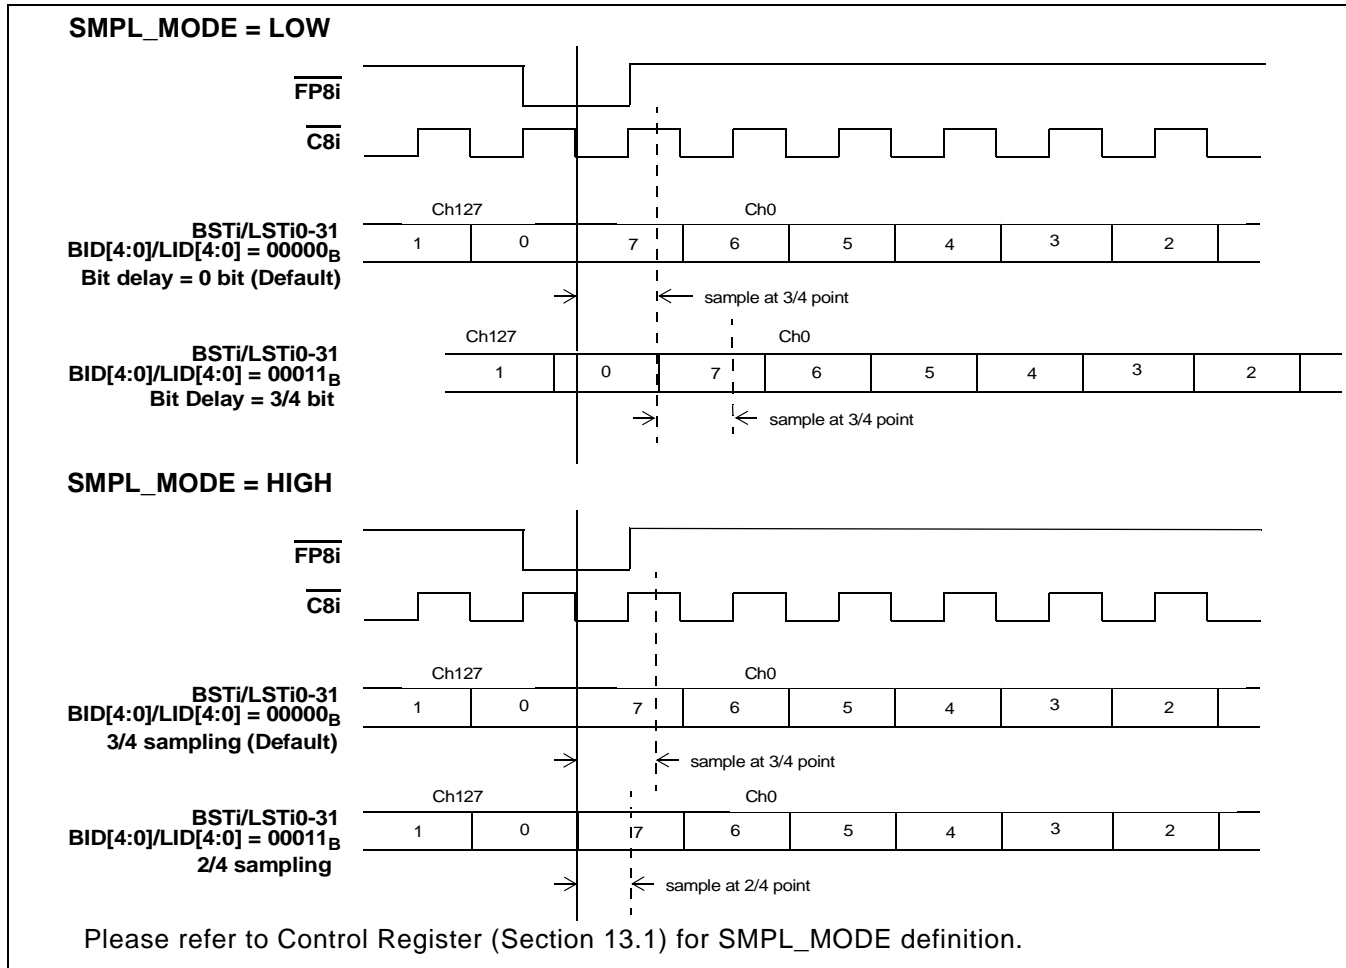 SMPL_MODE = LOW
FP8i
C8i
Ch127 Ch0
BSTi/LSTi0-31
BID[4:0]/LID[4:0] = 00000B
Bit delay = 0 bit (Default)
1 0 7 6 5 4 3 2
sample at 3/4 point
Ch127 Ch0
BSTi/LSTi0-31
BID[4:0]/LID[4:0] = 00011B
Bit Delay = 3/4 bit
1 0 7 6 5 4 3 2
sample at 3/4 point
SMPL_MODE = HIGH
FP8i
C8i
Ch127 Ch0
BSTi/LSTi0-31
BID[4:0]/LID[4:0] = 00000B
3/4 sampling (Default)
1 0 7 6 5 4 3 2
sample at 3/4 point
Ch127 Ch0
BSTi/LSTi0-31
BID[4:0]/LID[4:0] = 00011B
2/4 sampling
1 0 7 6 5 4 3 2
sample at 2/4 point
Please refer to Control Register (Section 13.1) for SMPL_MODE definition.